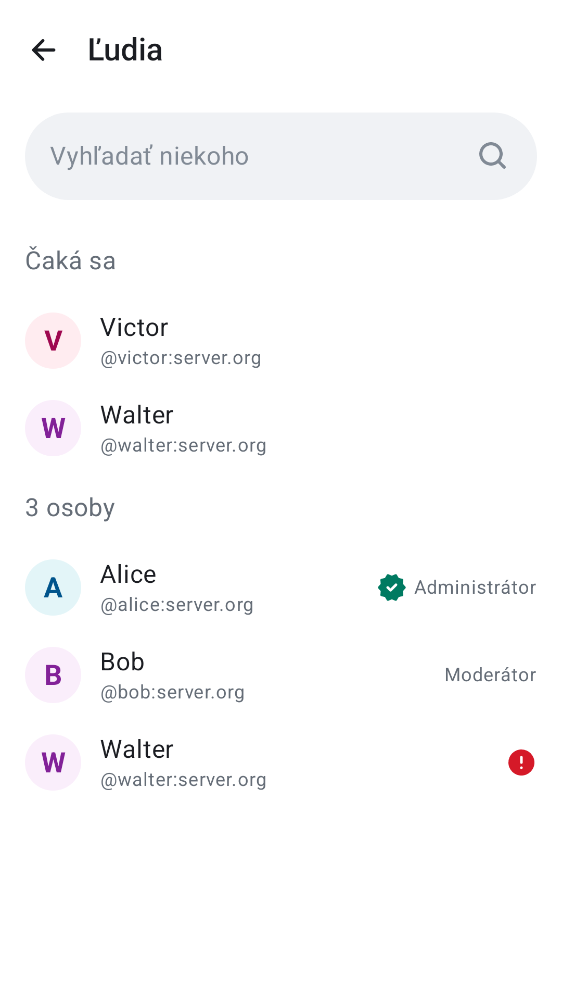 Ľudia
Vyhľadať niekoho
Čaká sa
V
Victor
@victor:server.org
W
Walter
@walter:server.org
3 osoby
A
Alice
@alice:server.org
Administrátor
B
Bob
@bob:server.org
Moderátor
W
Walter
@walter:server.org